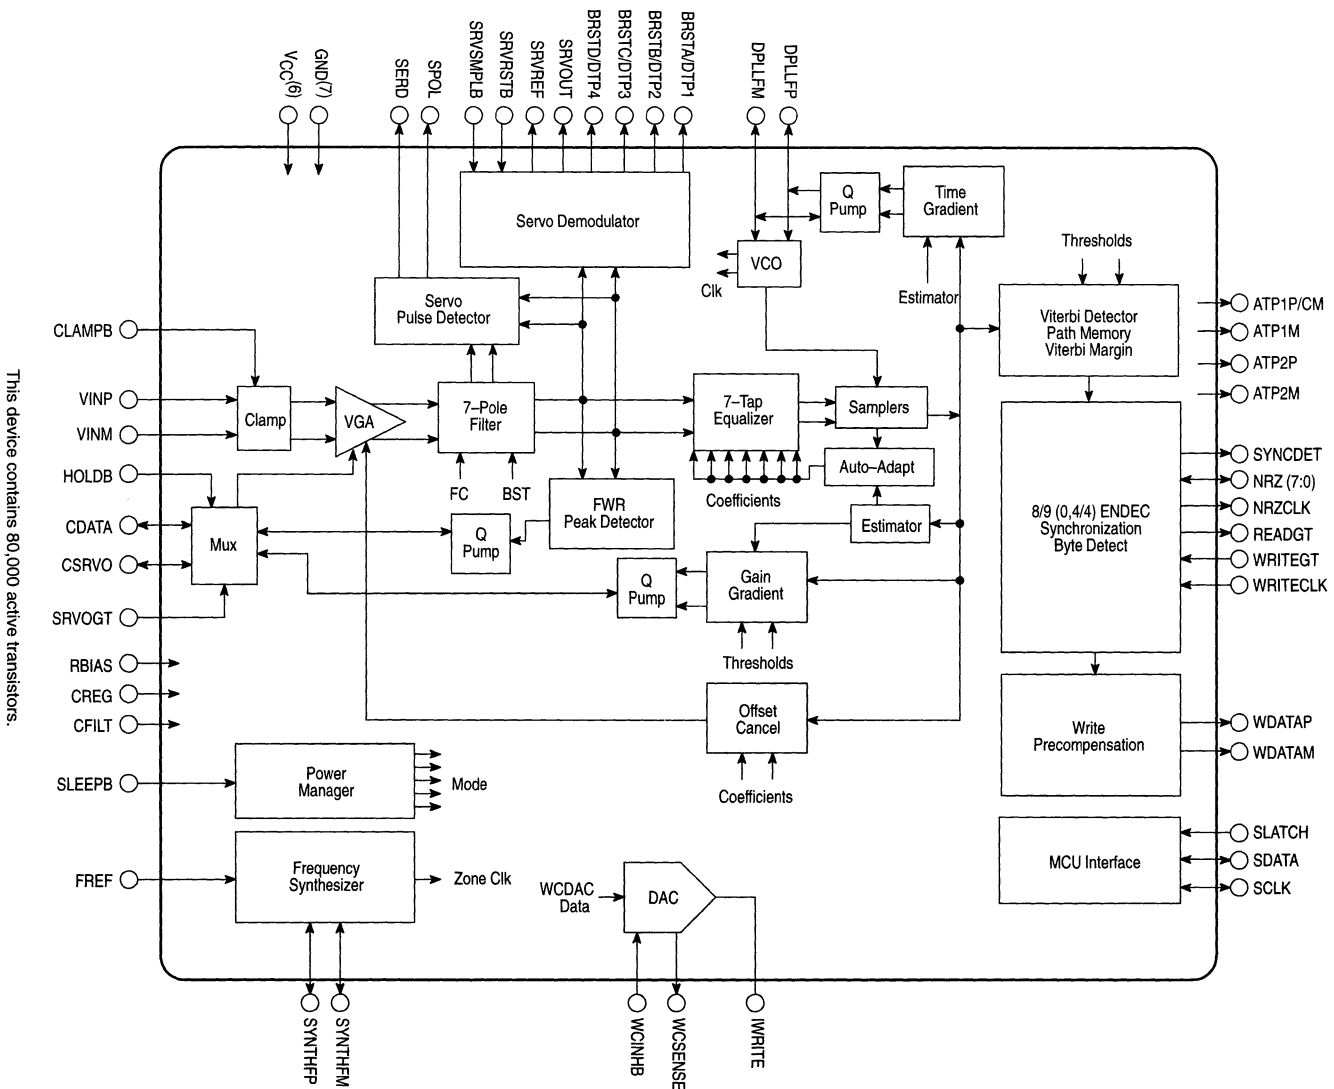 VCC(6)
GND(7)
SERD
SPOL
SRVSMPLB
SRVRSTB
SRVREF
SRVOUT
BRSTD/DTP4
BRSTC/DTP3
BRSTB/DTP2
BRSTA/DTP1
DPLLFM
DPLLFP
Servo Demodulator
Q
Pump
Time
Gradient
VCO
Clk
Estimator
Thresholds
Servo
Pulse Detector
Viterbi Detector
Path Memory
Viterbi Margin
ATP1P/CM
ATP1M
ATP2P
ATP2M
CLAMPB
VINP
VINM
HOLDB
CDATA
CSRVO
SRVOGT
RBIAS
CREG
CFILT
SLEEPB
FREF
Clamp
VGA
7–Pole
Filter
7–Tap
Equalizer
Samplers
Auto–Adapt
FC
BST
Coefficients
FWR
Peak Detector
Estimator
Mux
Q
Pump
Q
Pump
Gain
Gradient
Thresholds
8/9 (0,4/4) ENDEC
Synchronization
Byte Detect
SYNCDET
NRZ (7:0)
NRZCLK
READGT
WRITEGT
WRITECLK
Offset
Cancel
Coefficients
Write
Precompensation
WDATAP
WDATAM
Power
Manager
Mode
Frequency
Synthesizer
Zone Clk
WCDAC
Data
DAC
MCU Interface
SLATCH
SDATA
SCLK
SYNTHFP
SYNTHFM
WCINHB
WCSENSE
IWRITE
This device contains 80,000 active transistors.